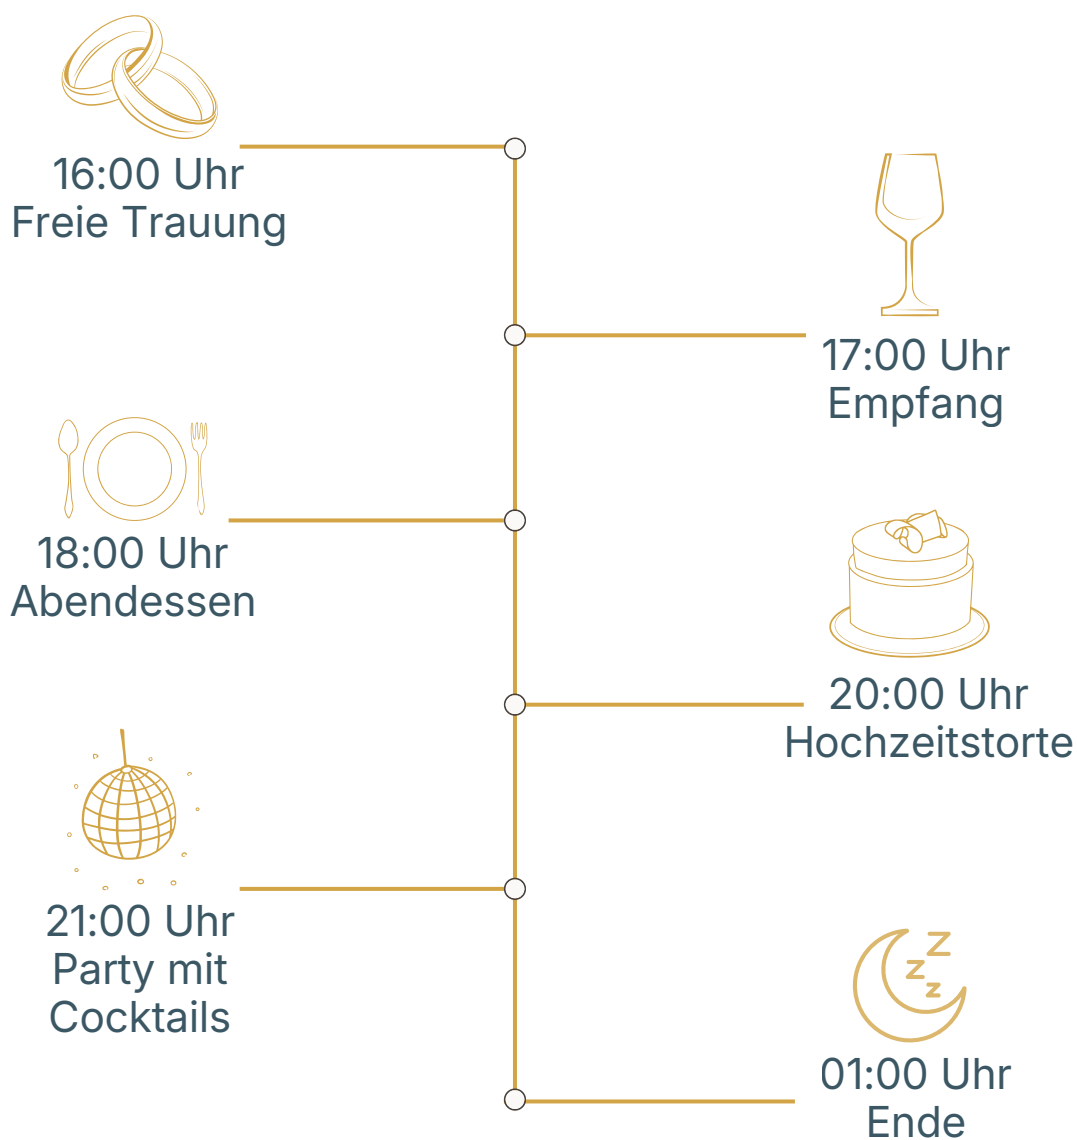 16:00 Uhr
Freie Trauung
17:00 Uhr
Empfang
18:00 Uhr
Abendessen
20:00 Uhr
Hochzeitstorte
21:00 Uhr
Party mit
Cocktails
Z
Z
Z
01:00 Uhr
Ende